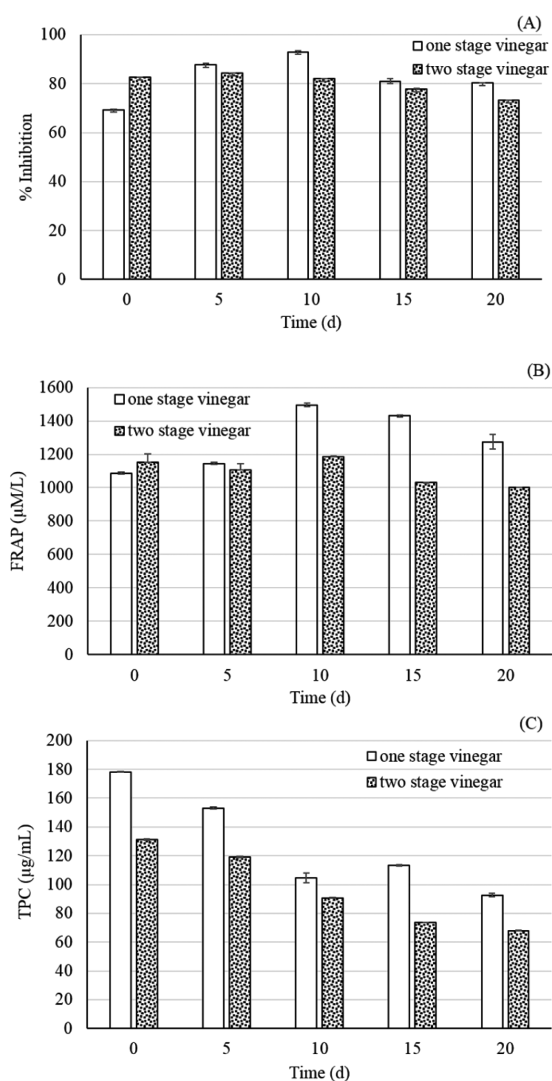 (A)
100
80
60
40
20
0
% Inhibition
one stage vinegar
two stage vinegar
0 5 10 15 20
Time (d)
(B)
1600
1400
1200
1000
800
600
400
200
0
FRAP (µM/L)
one stage vinegar
two stage vinegar
0 5 10 15 20
Time (d)
(C)
200
180
160
140
120
100
80
60
40
20
0
TPC (µg/mL)
one stage vinegar
two stage vinegar
0 5 10 15 20
Time (d)